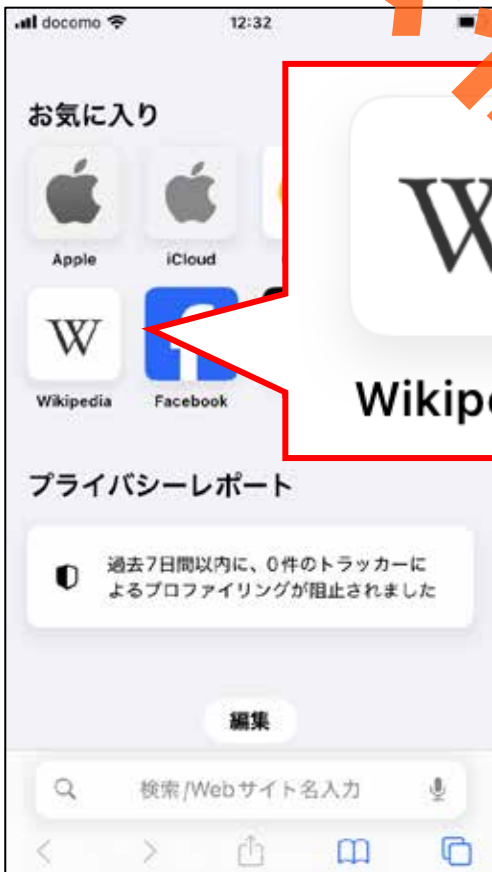 docomo
12:32
お気に入り
Apple
iCloud
W
Wikipedia
Facebook
W
Wikip
プライバシーレポート
過去7日間以内に、0件のトラッカーに
よるプロファイリングが阻止されました
編集
検索/Webサイト名入力